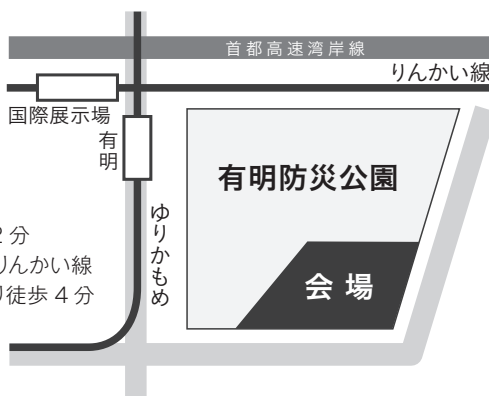 首都高速湾岸線
りんかい線
国際展示場
有明
有明防災公園
ゆりかもめ
2 分
りんかい線
り徒歩 4 分
会 場